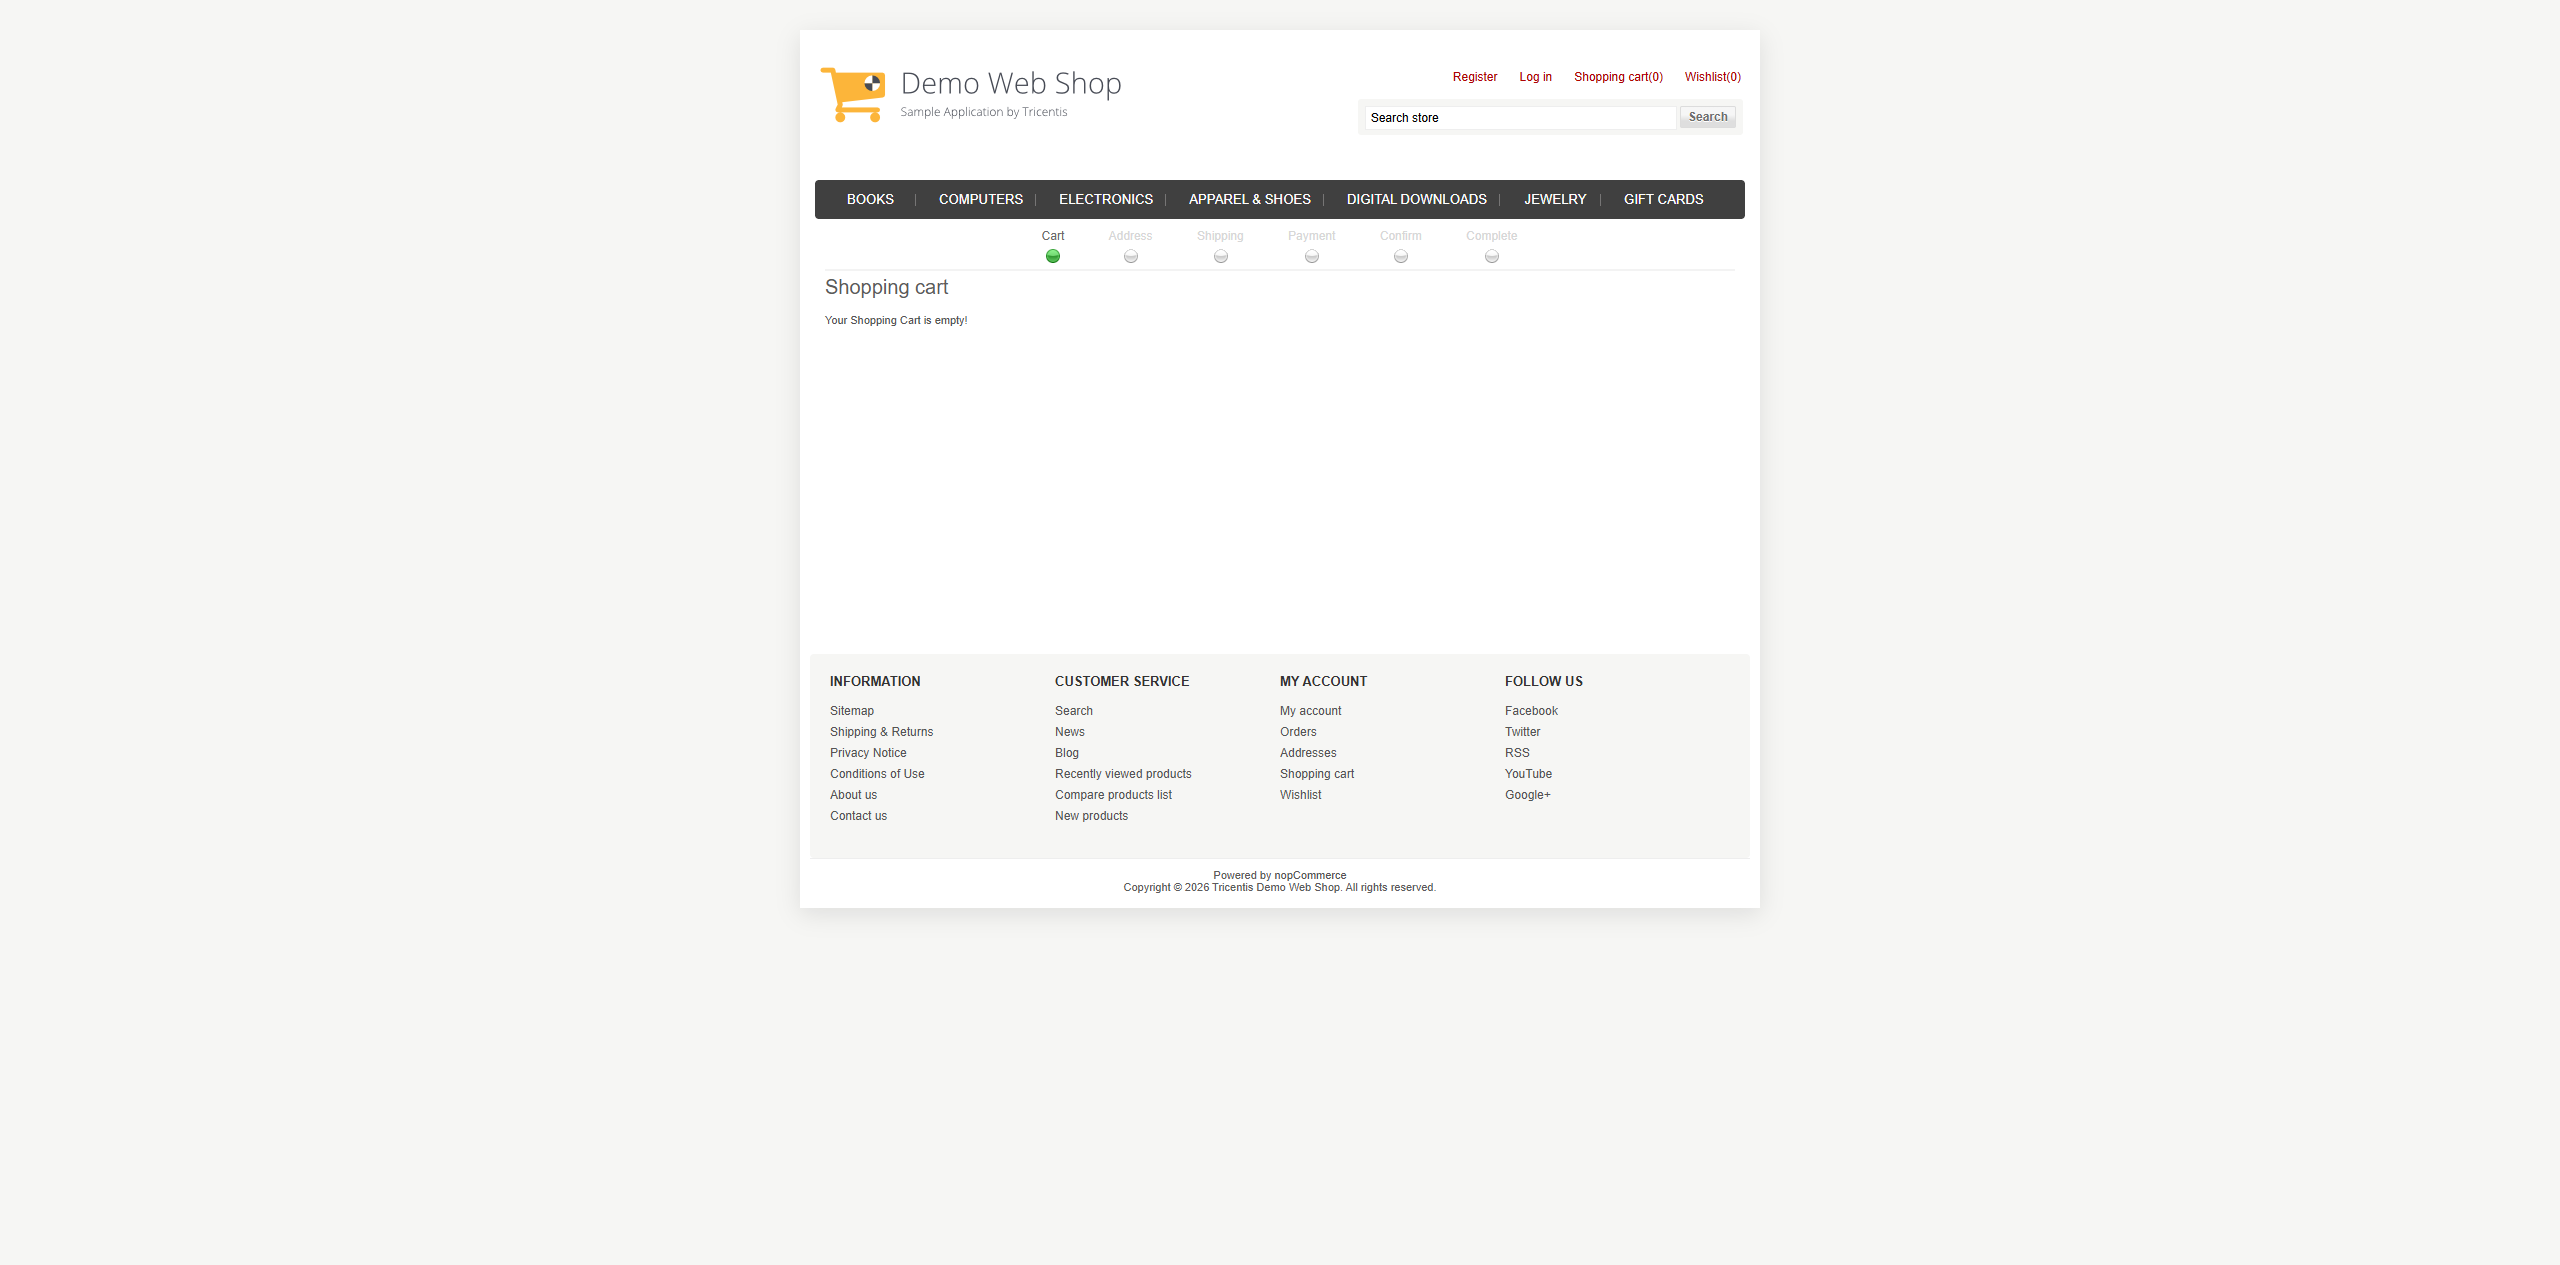 Demo Web Shop
Sample Application by Tricentis
Register Log in Shopping cart(0) Wishlist(0)
Search store Search
BOOKS COMPUTERS ELECTRONICS APPAREL & SHOES DIGITAL DOWNLOADS JEWELRY GIFT CARDS
Cart Address Shipping Payment Confirm Complete
Shopping cart
Your Shopping Cart is empty!
INFORMATION
Sitemap
Shipping & Returns
Privacy Notice
Conditions of Use
About us
Contact us
CUSTOMER SERVICE
Search
News
Blog
Recently viewed products
Compare products list
New products
MY ACCOUNT
My account
Orders
Addresses
Shopping cart
Wishlist
FOLLOW US
Facebook
Twitter
RSS
YouTube
Google+
Powered by nopCommerce
Copyright © 2026 Tricentis Demo Web Shop. All rights reserved.